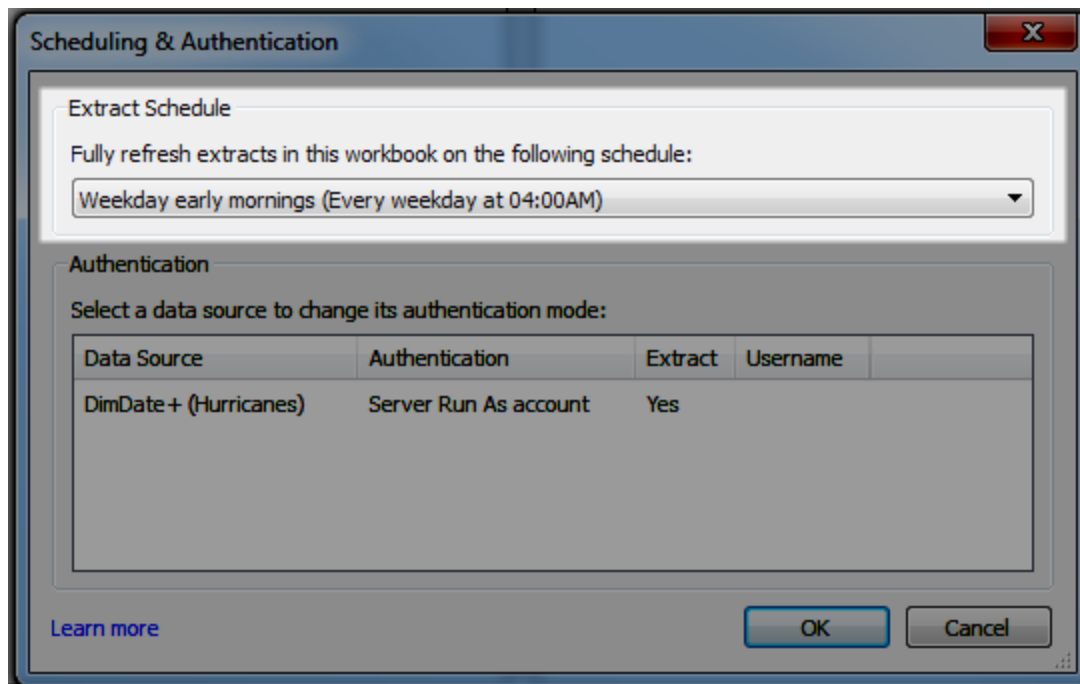 Scheduling & Authentication
Extract Schedule
Fully refresh extracts in this workbook on the following schedule:
Weekday early mornings (Every weekday at 04:00AM)
Authentication
Select a data source to change its authentication mode:
Data Source Authentication Extract Username
DimDate+ (Hurricanes) Server Run As account Yes
Learn more OK Cancel